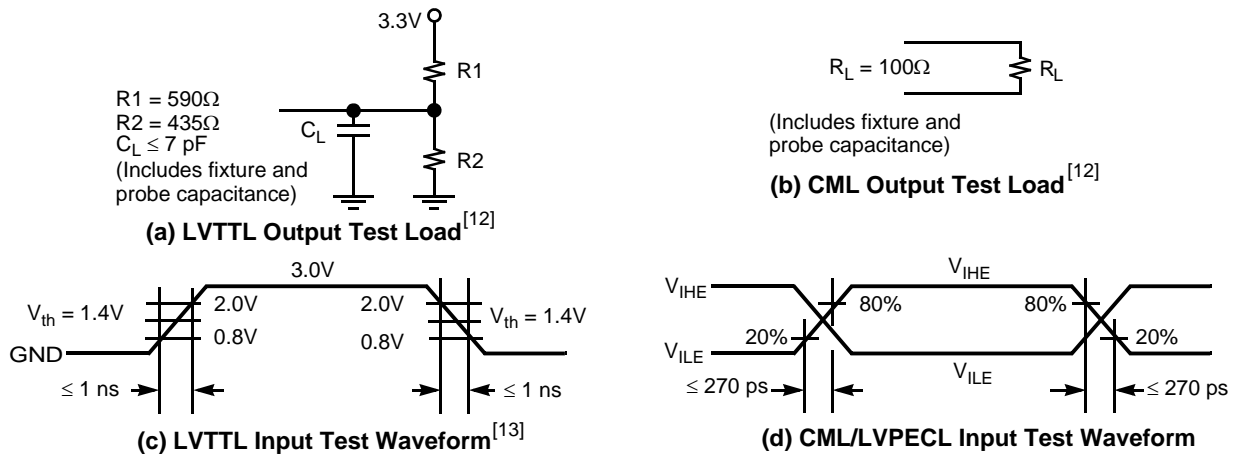 3.3V
R1
R1 = 590Ω
R2 = 435Ω
C_L ≤ 7 pF
(Includes fixture and
probe capacitance)
C_L
R2
(a) LVTTL Output Test Load[12]
R_L = 100Ω
R_L
(Includes fixture and
probe capacitance)
(b) CML Output Test Load[12]
3.0V
V_th = 1.4V
2.0V
0.8V
2.0V
0.8V
V_th = 1.4V
GND
≤ 1 ns
≤ 1 ns
(c) LVTTL Input Test Waveform[13]
V_IHE
V_IHE
80%
80%
20%
20%
V_ILE
V_ILE
≤ 270 ps
≤ 270 ps
(d) CML/LVPECL Input Test Waveform